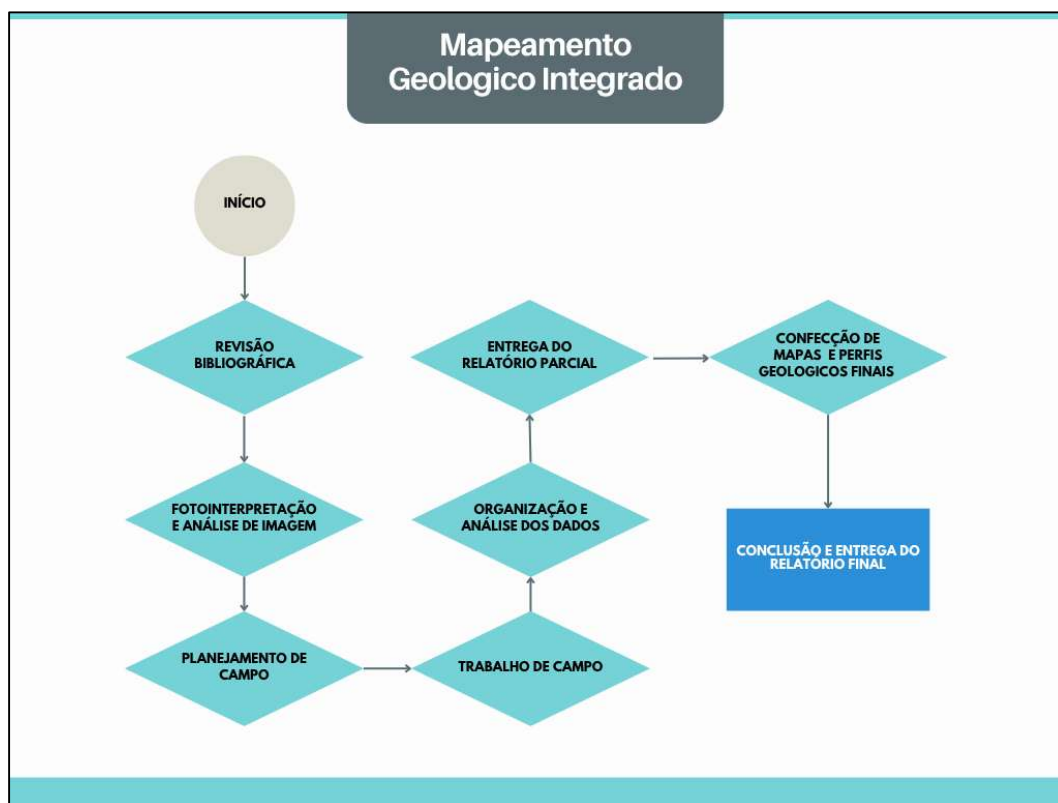 Mapeamento
Geologico Integrado
INÍCIO
REVISÃO
BIBLIOGRÁFICA
FOTOINTERPRETAÇÃO
E ANÁLISE DE IMAGEM
PLANEJAMENTO DE
CAMPO
TRABALHO DE CAMPO
ORGANIZAÇÃO E
ANÁLISE DOS DADOS
ENTREGA DO
RELATÓRIO PARCIAL
CONFECÇÃO DE
MAPAS E PERFIS
GEOLOGICOS FINAIS
CONCLUSÃO E ENTREGA DO
RELATÓRIO FINAL